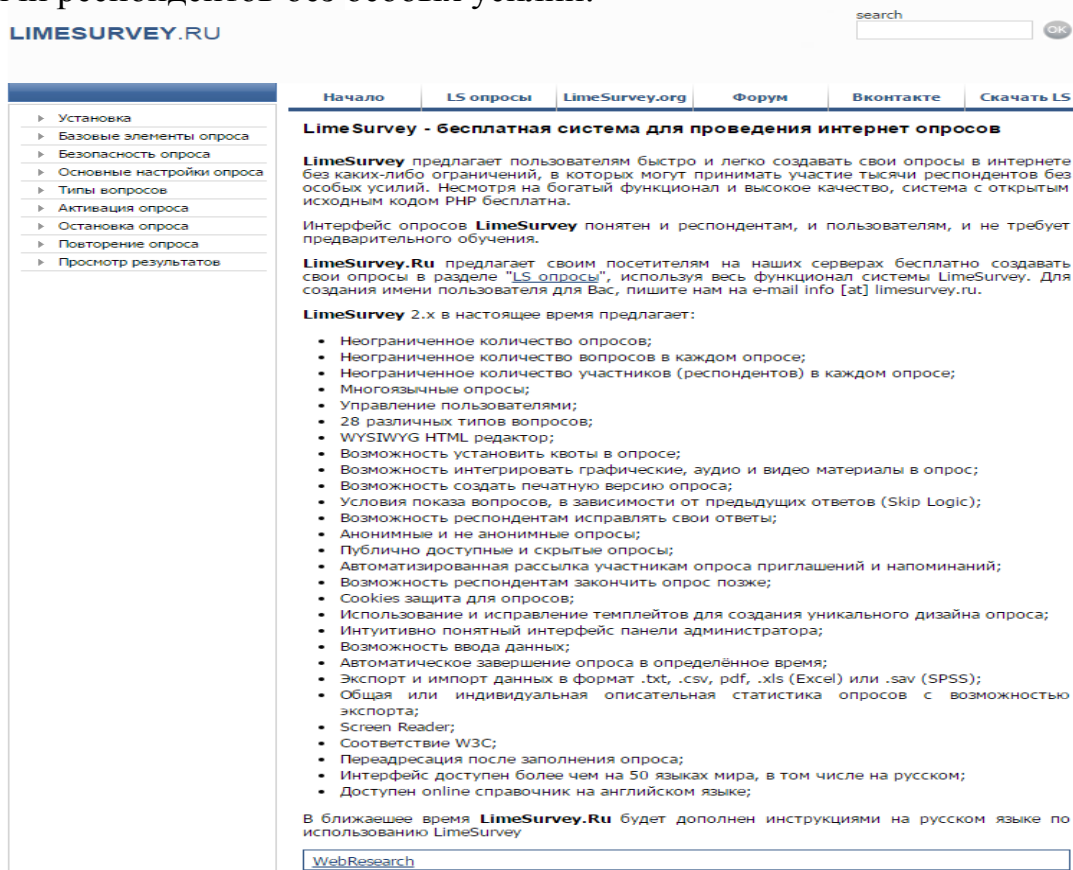 респондентов без особых усилий.
search
LIMESURVEY.RU
OK
Начало
LS опросы
LimeSurvey.org
Форум
Вконтакте
Скачать LS
Установка
Базовые элементы опроса
Безопасность опроса
Основные настройки опроса
Типы вопросов
Активация опроса
Остановка опроса
Повторение опроса
Просмотр результатов
LimeSurvey - бесплатная система для проведения интернет опросов
LimeSurvey предлагает пользователям быстро и легко создавать свои опросы в интернете
без каких-либо ограничений, в которых могут принимать участие тысячи респондентов без
особых усилий. Несмотря на богатый функционал и высокое качество, система с открытым
исходным кодом PHP бесплатна.
Интерфейс опросов LimeSurvey понятен и респондентам, и пользователям, и не требует
предварительного обучения.
LimeSurvey.Ru предлагает своим посетителям на наших серверах бесплатно создавать
свои опросы в разделе "LS опросы", используя весь функционал системы LimeSurvey. Для
создания имени пользователя для Вас, пишите нам на e-mail info [at] limesurvey.ru.
LimeSurvey 2.x в настоящее время предлагает:
• Неограниченное количество опросов;
• Неограниченное количество вопросов в каждом опросе;
• Неограниченное количество участников (респондентов) в каждом опросе;
• Многоязычные опросы;
• Управление пользователями;
• 28 различных типов вопросов;
• WYSIWYG HTML редактор;
• Возможность установить квоты в опросе;
• Возможность интегрировать графические, аудио и видео материалы в опрос;
• Возможность создать печатную версию опроса;
• Условия показа вопросов, в зависимости от предыдущих ответов (Skip Logic);
• Возможность респондентам исправлять свои ответы;
• Анонимные и не анонимные опросы;
• Публично доступные и скрытые опросы;
• Автоматизированная рассылка участникам опроса приглашений и напоминаний;
• Возможность респондентам закончить опрос позже;
• Cookies защита для опросов;
• Использование и исправление темплейтов для создания уникального дизайна опроса;
• Интуитивно понятный интерфейс панели администратора;
• Возможность ввода данных;
• Автоматическое завершение опроса в определённое время;
• Экспорт и импорт данных в формат .txt, .csv, pdf, .xls (Excel) или .sav (SPSS);
• Общая или индивидуальная описательная статистика опросов с возможностью
экспорта;
• Screen Reader;
• Соответствие W3C;
• Переадресация после заполнения опроса;
• Интерфейс доступен более чем на 50 языках мира, в том числе на русском;
• Доступен online справочник на английском языке;
В ближаешее время LimeSurvey.Ru будет дополнен инструкциями на русском языке по
использованию LimeSurvey
WebResearch